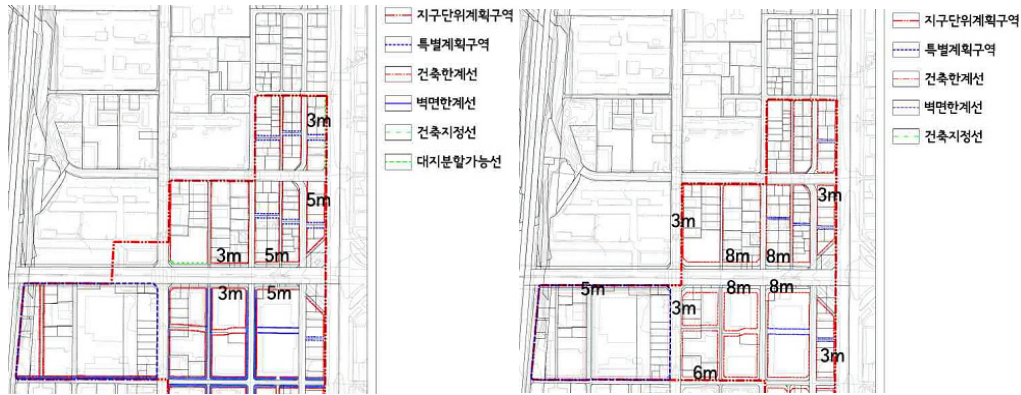 지구단위계획구역
특별계획구역
건축한계선
벽면한계선
건축지정선
대지분할가능선
3m
5m
3m 5m
3m 5m
지구단위계획구역
특별계획구역
건축한계선
벽면한계선
건축지정선
3m
3m
8m 8m
5m 8m 8m
3m
3m
6m